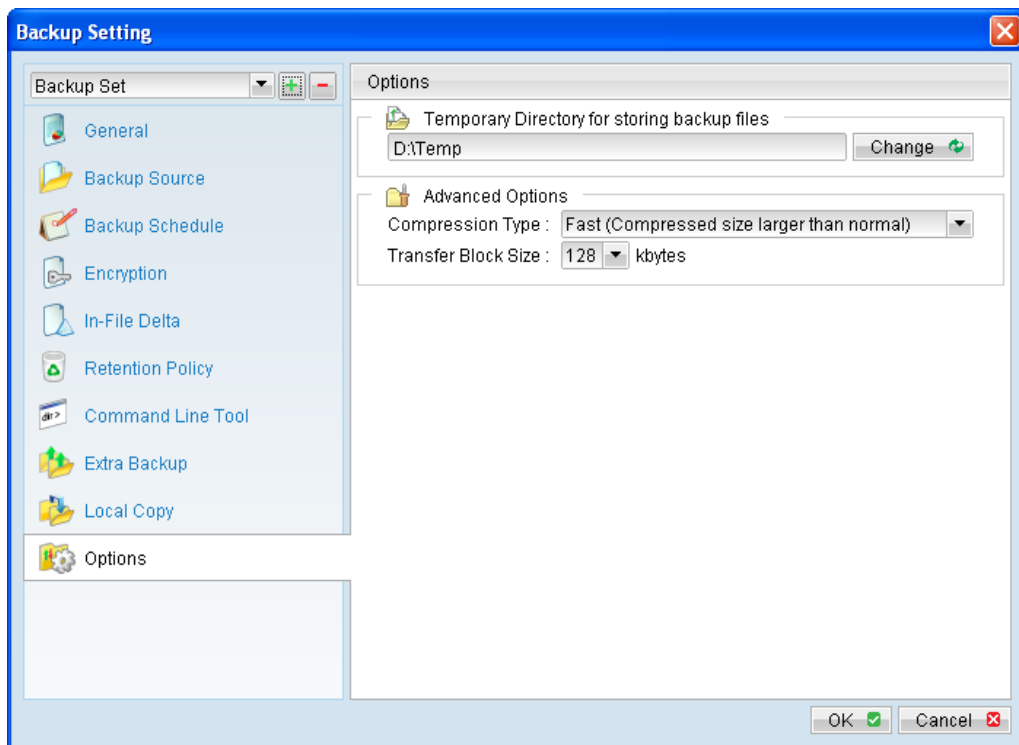 Backup Setting
Backup Set
General
Backup Source
Backup Schedule
Encryption
In-File Delta
Retention Policy
dir>
Command Line Tool
Extra Backup
Local Copy
Options
Options
Temporary Directory for storing backup files
D:\Temp
Change
Advanced Options
Compression Type : Fast (Compressed size larger than normal)
Transfer Block Size : 128 kbytes
OK
Cancel